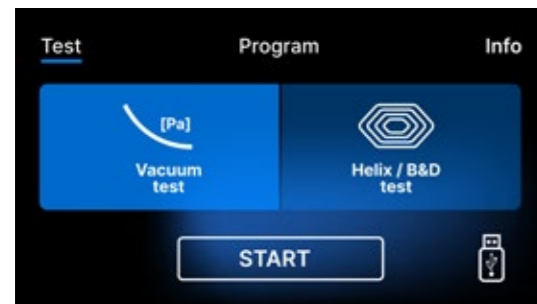 Test Program Info
[Pa]
Vacuum
test
Helix / B&D
test
START